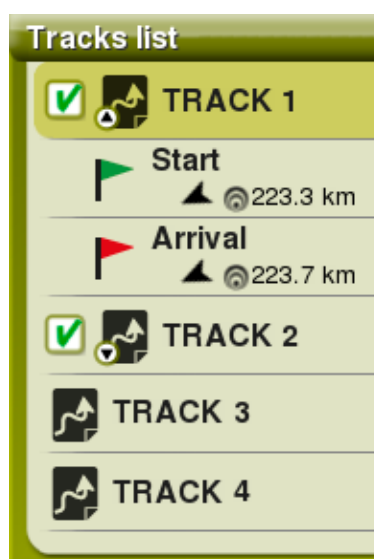 Tracks list
TRACK 1
Start
223.3 km
Arrival
223.7 km
TRACK 2
TRACK 3
TRACK 4